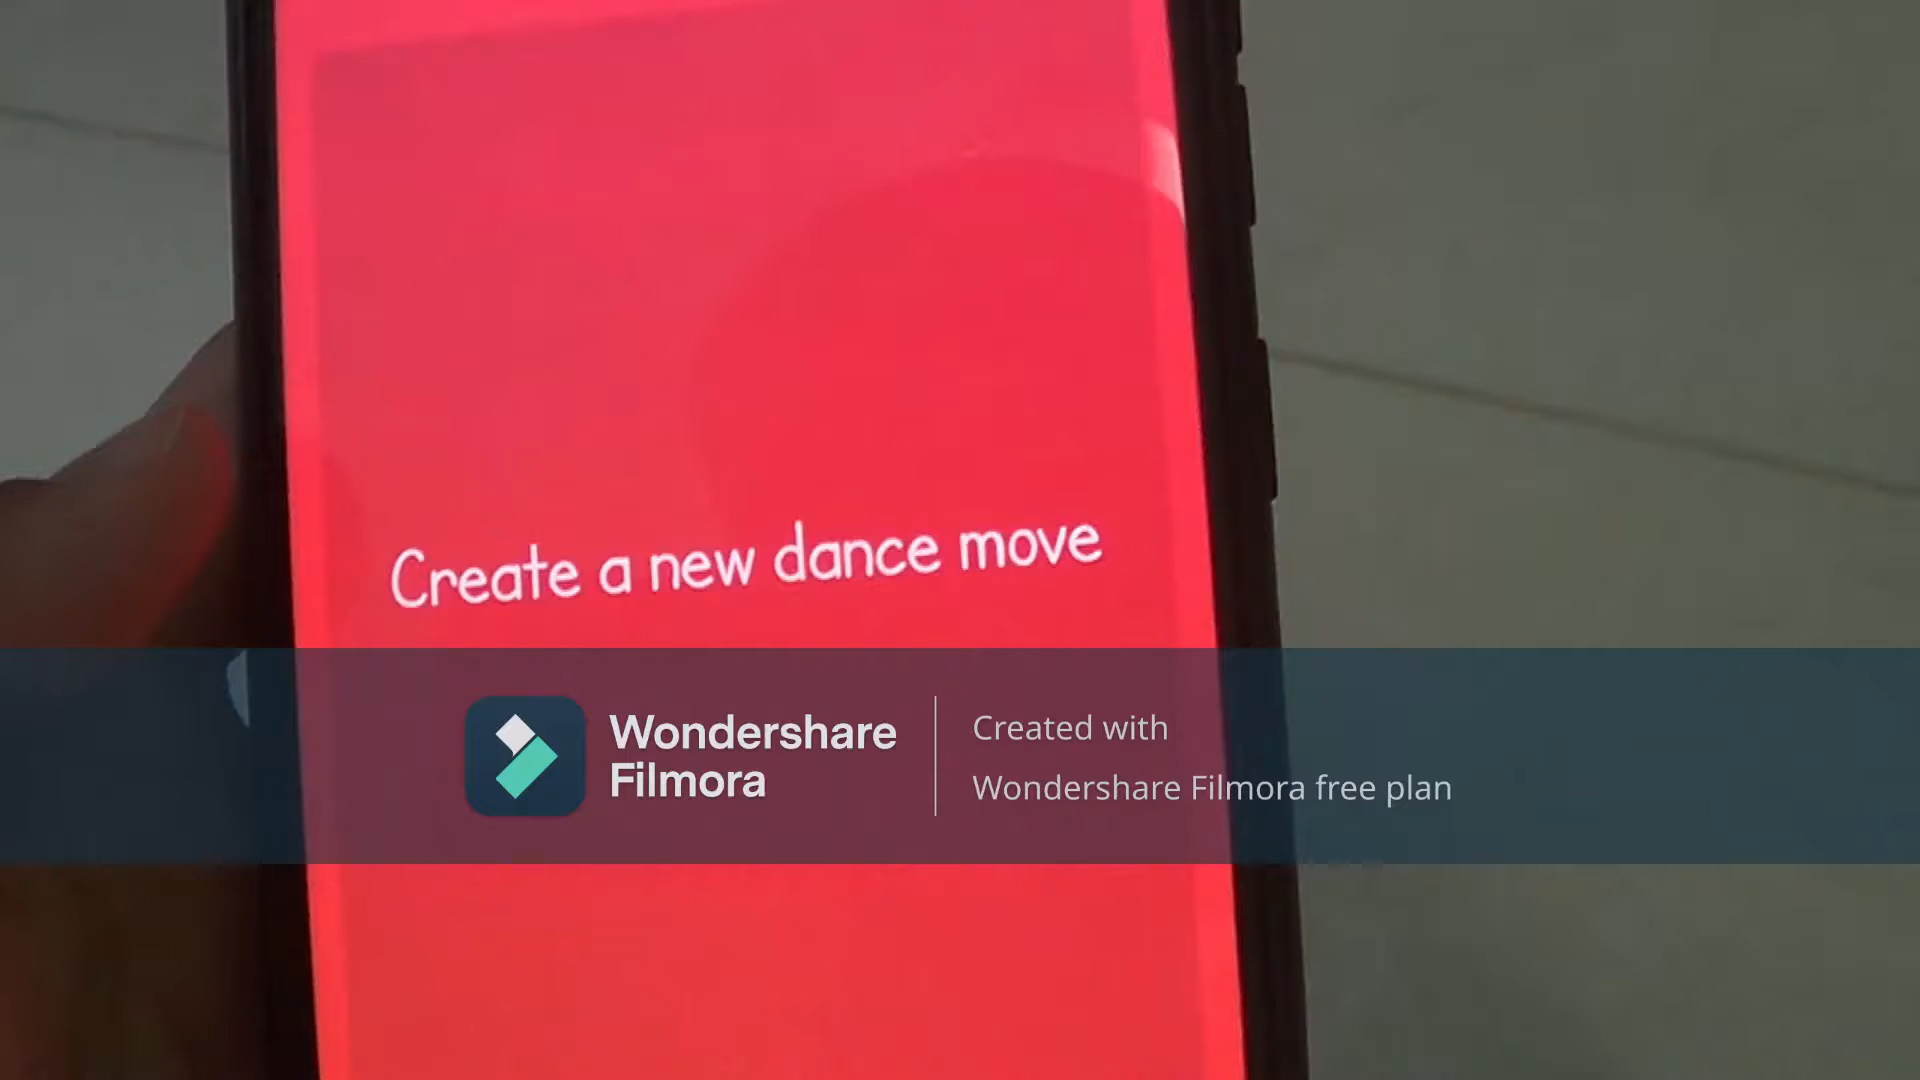 Create a new dance move
Wondershare
Filmora
Created with
Wondershare Filmora free plan